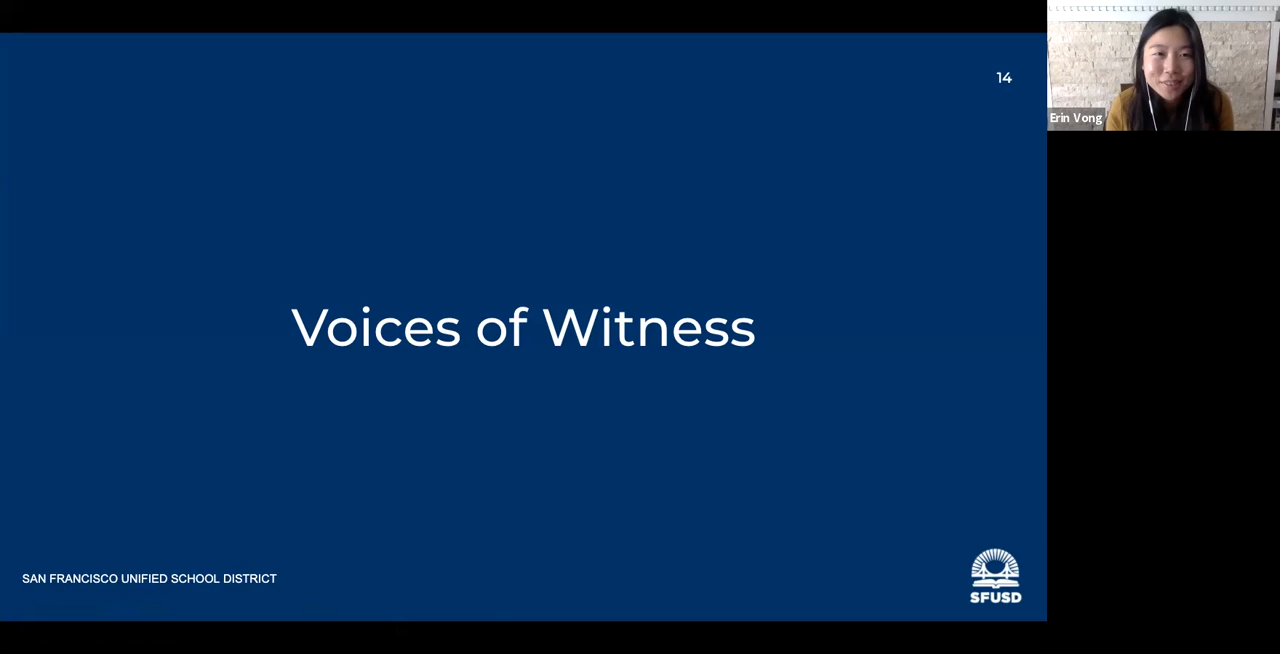 14
Erin Vong
Voices of Witness
SAN FRANCISCO UNIFIED SCHOOL DISTRICT
SFUSD